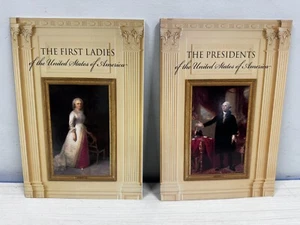 THE FIRST LADIES
of the United States of America
THE PRESIDENTS
of the United States of America